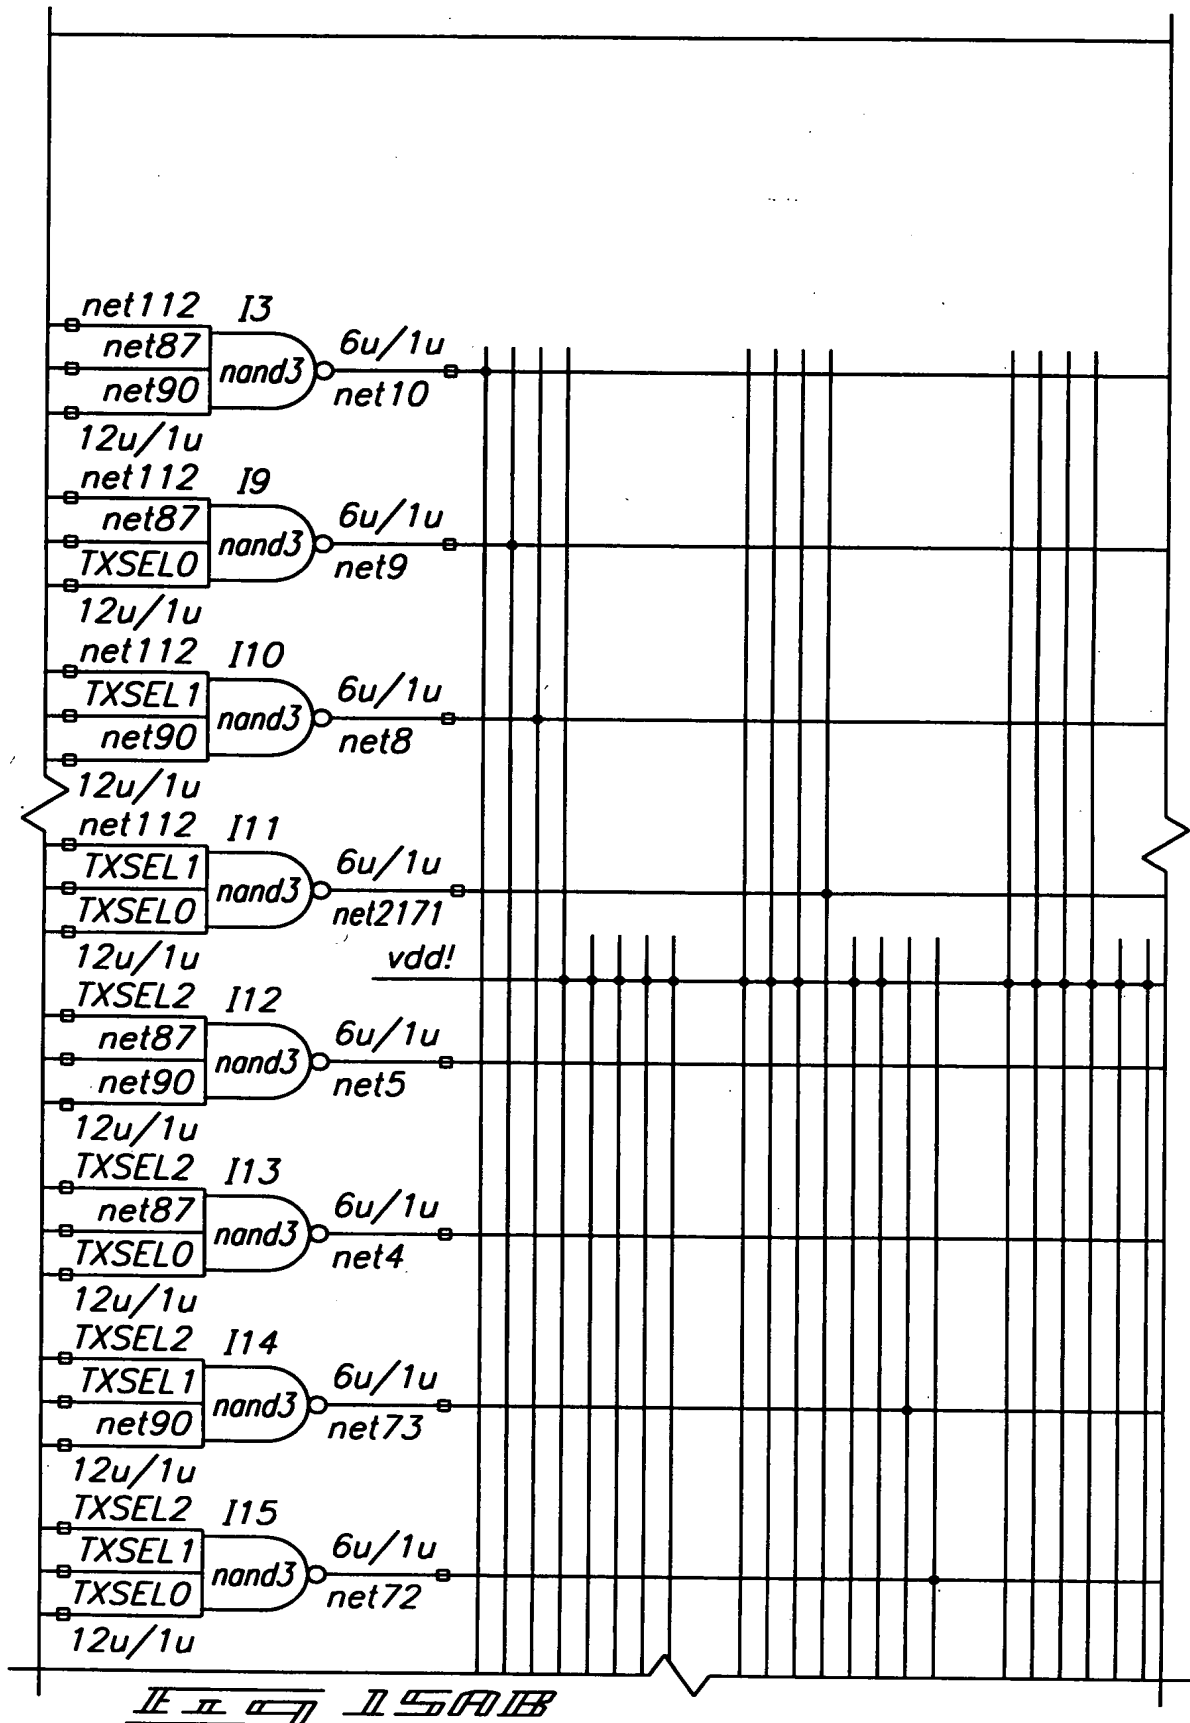 net112 I3
net87 6u/1u
nand3
net90 net10
12u/1u
net112 I9
net87 6u/1u
nand3
TXSEL0 net9
12u/1u
net112 I10
TXSEL1 6u/1u
nand3
net90 net8
12u/1u
net112 I11
TXSEL1 6u/1u
nand3
TXSEL0 net2171
12u/1u vdd!
TXSEL2 I12
net87 6u/1u
nand3
net90 net5
12u/1u
TXSEL2 I13
net87 6u/1u
nand3
TXSEL0 net4
12u/1u
TXSEL2 I14
TXSEL1 6u/1u
nand3
net90 net73
12u/1u
TXSEL2 I15
TXSEL1 6u/1u
nand3
TXSEL0 net72
12u/1u
Fig 15AB